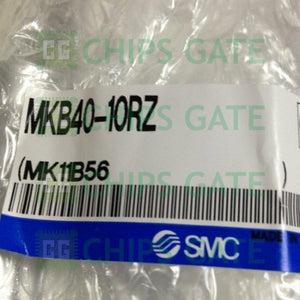 CHIPS GATE
MKB40-10RZ
(MK11B56 )
SMC
MADE IN
CHIPS GATE